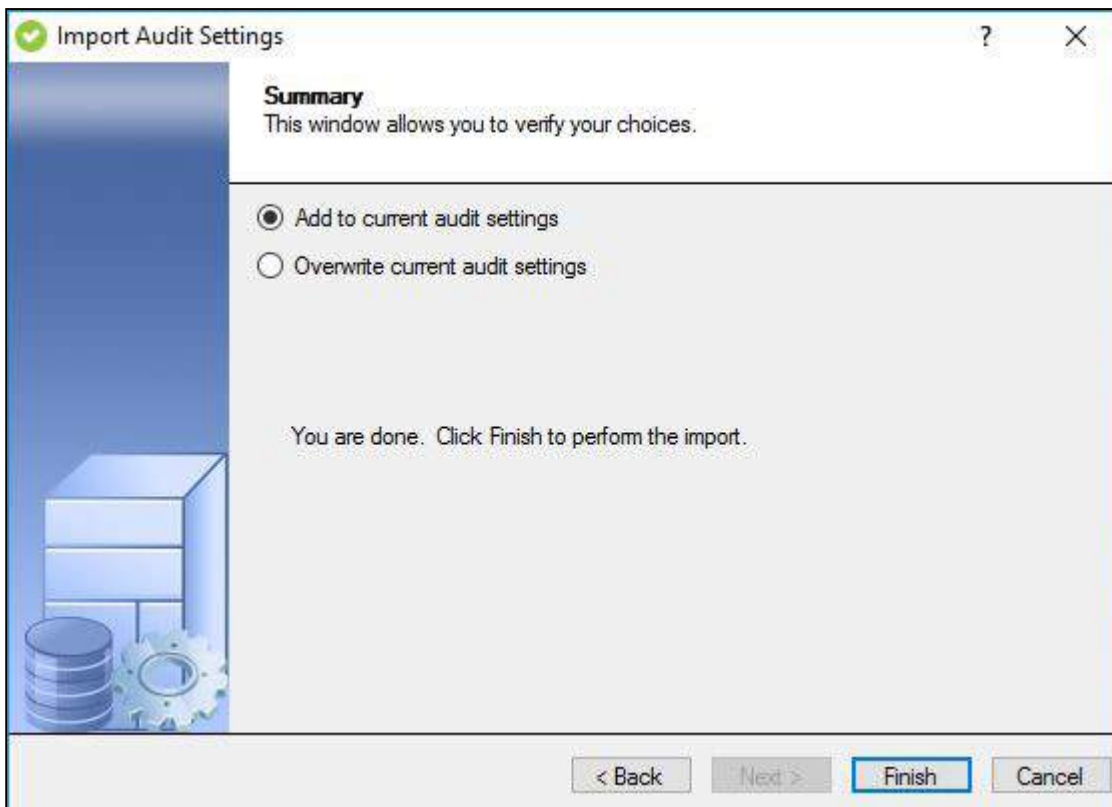 Import Audit Settings ?
Summary
This window allows you to verify your choices.
Add to current audit settings
Overwrite current audit settings
You are done. Click Finish to perform the import.
< Back Next > Finish Cancel